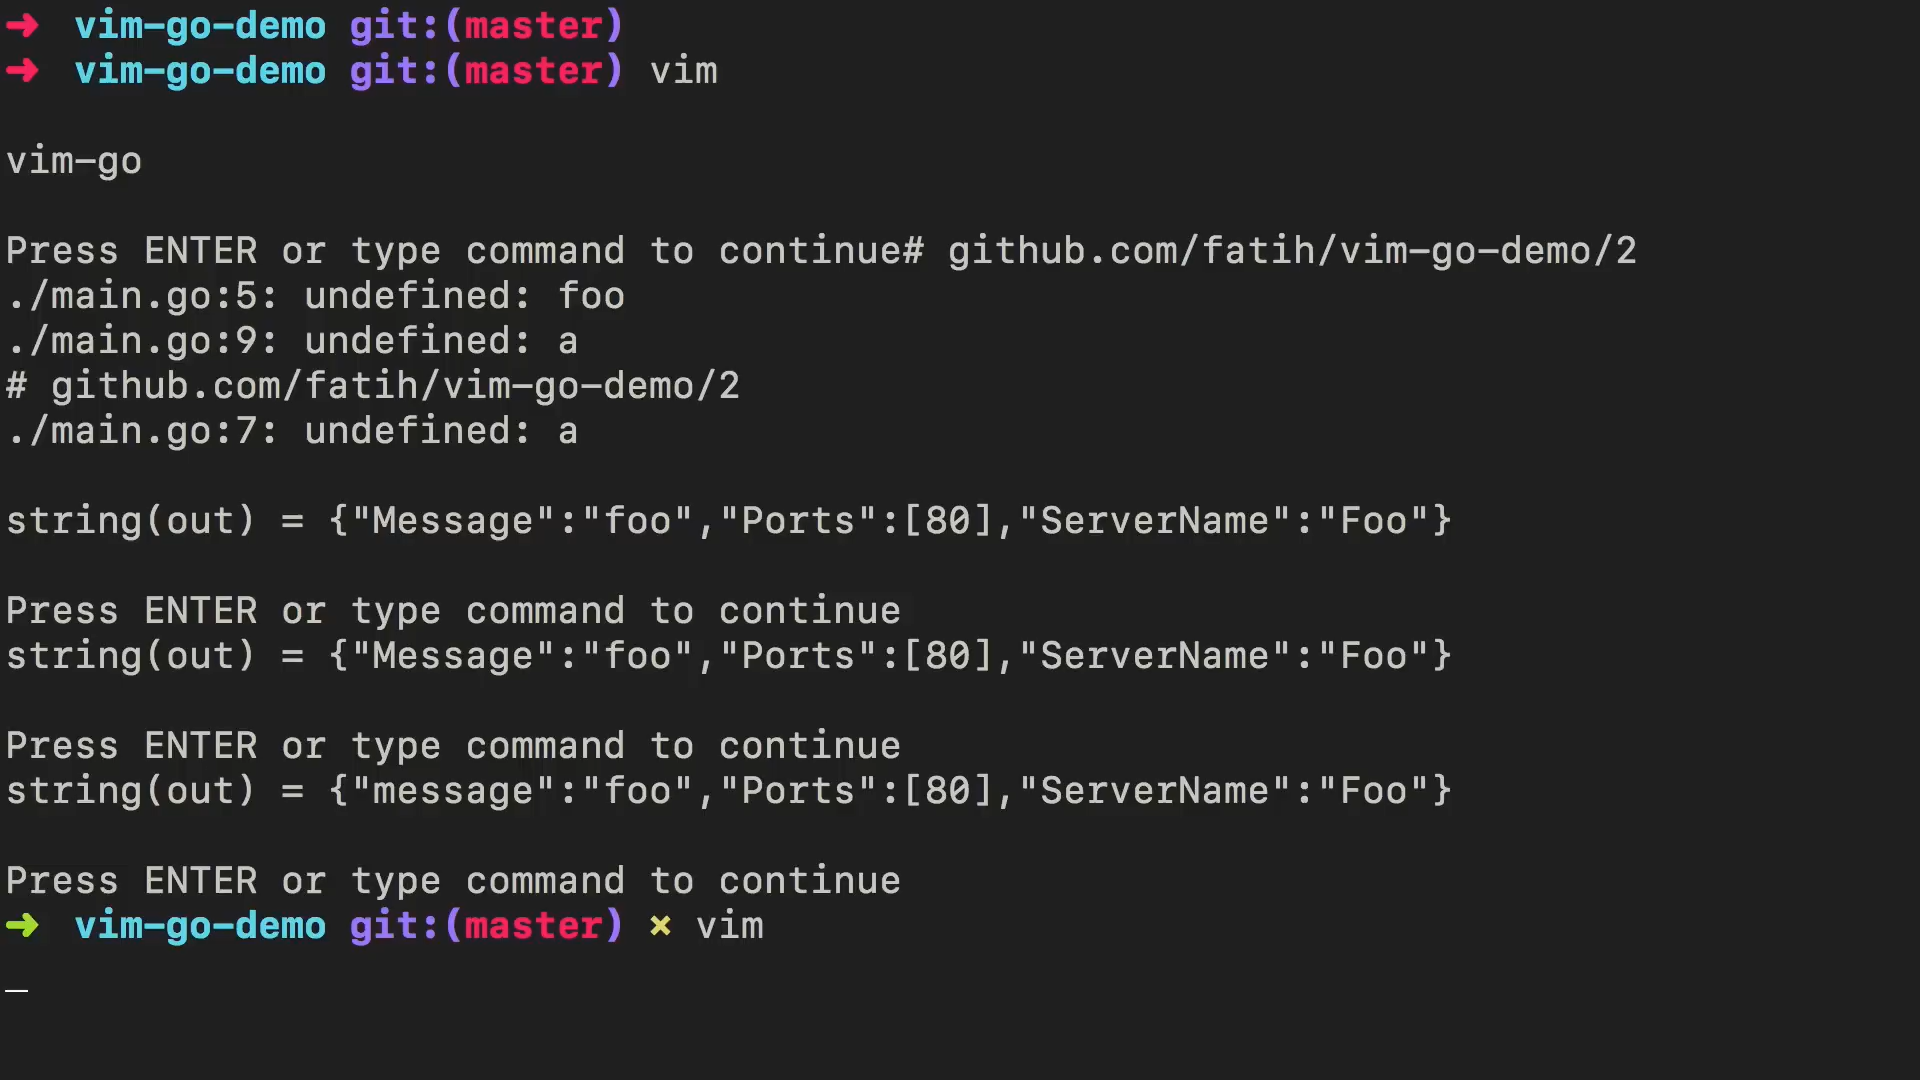 ➜  vim-go-demo git:(master)
➜  vim-go-demo git:(master) vim
vim-go
Press ENTER or type command to continue# github.com/fatih/vim-go-demo/2
./main.go:5: undefined: foo
./main.go:9: undefined: a
# github.com/fatih/vim-go-demo/2
./main.go:7: undefined: a
string(out) = {"Message":"foo","Ports":[80],"ServerName":"Foo"}
Press ENTER or type command to continue
string(out) = {"Message":"foo","Ports":[80],"ServerName":"Foo"}
Press ENTER or type command to continue
string(out) = {"message":"foo","Ports":[80],"ServerName":"Foo"}
Press ENTER or type command to continue
➜  vim-go-demo git:(master) ✗ vim